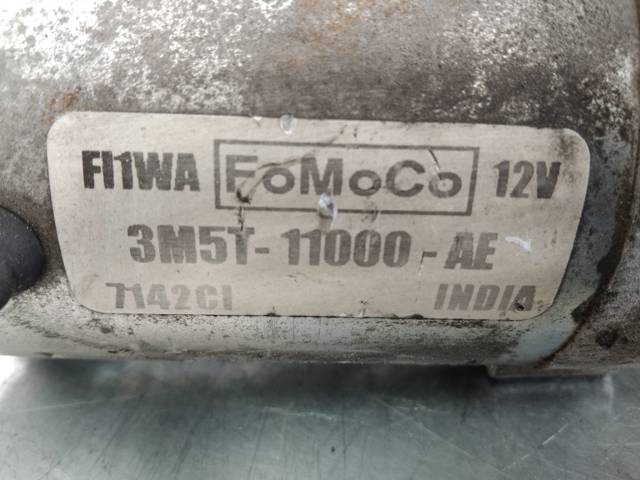 FI1WA FoMoCo 12V
3M5T-11000-AE
7142CI INDIA